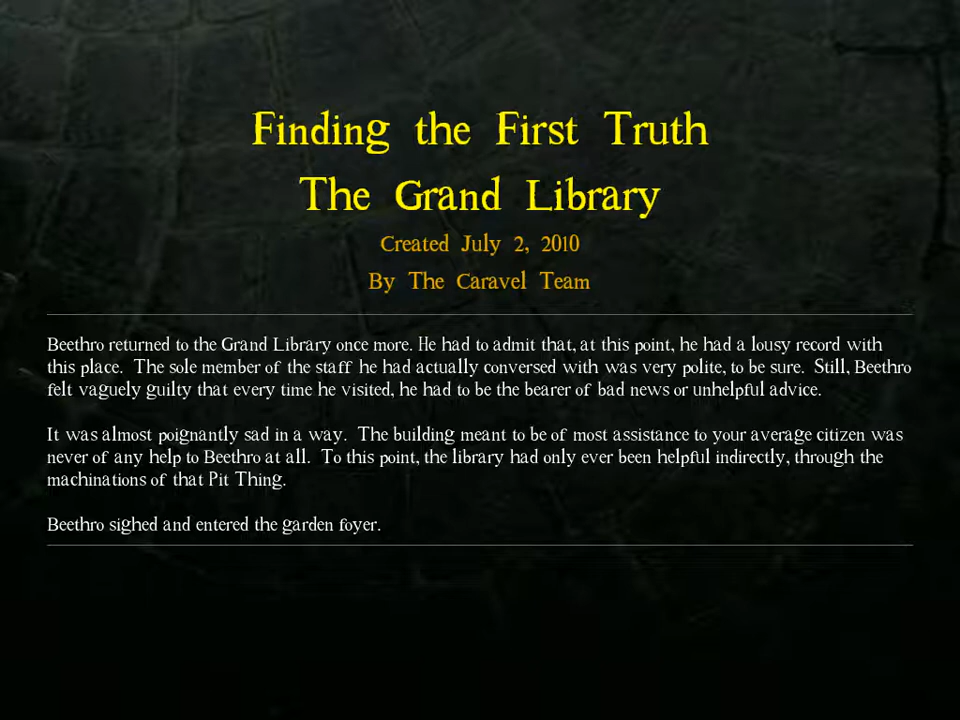 Finding the First Truth
The Grand Library
Created July 2, 2010
By The Caravel Team
Beethro returned to the Grand Library once more. He had to admit that, at this point, he had a lousy record with
this place.  The sole member of the staff he had actually conversed with was very polite, to be sure.  Still, Beethro
felt vaguely guilty that every time he visited, he had to be the bearer of bad news or unhelpful advice.
It was almost poignantly sad in a way.  The building meant to be of most assistance to your average citizen was
never of any help to Beethro at all.  To this point, the library had only ever been helpful indirectly, through the
machinations of that Pit Thing.
Beethro sighed and entered the garden foyer.